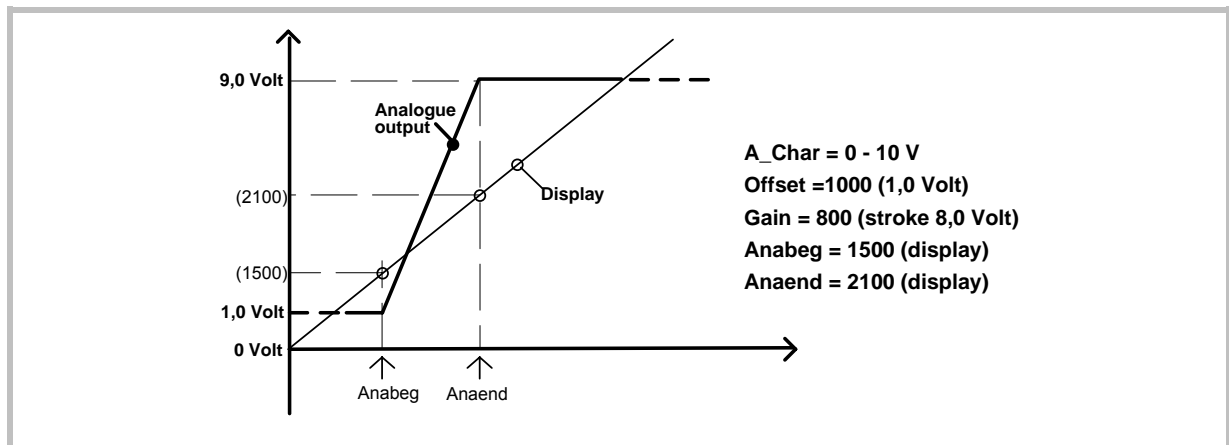 9,0 Volt
Analogue
output
(2100)
Display
(1500)
1,0 Volt
0 Volt
Anabeg
Anaend
A_Char = 0 - 10 V
Offset =1000 (1,0 Volt)
Gain = 800 (stroke 8,0 Volt)
Anabeg = 1500 (display)
Anaend = 2100 (display)